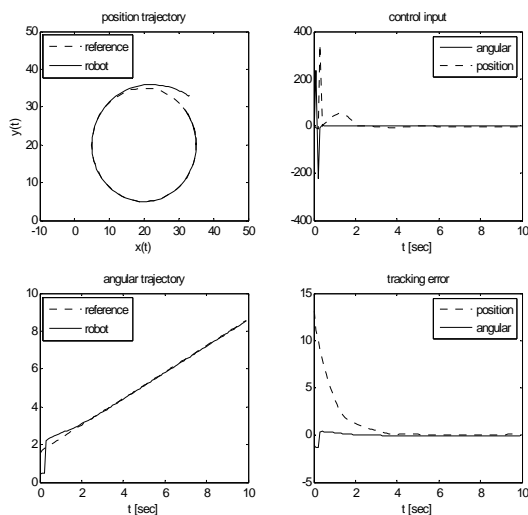 position trajectory
50
40
30
20
10
0
-10 0 10 20 30 40 50
y(t)
x(t)
reference
robot
control input
400
200
0
-200
-400
0 2 4 6 8 10
t [sec]
angular
position
angular trajectory
10
8
6
4
2
0
0 2 4 6 8 10
t [sec]
reference
robot
tracking error
15
10
5
0
-5
0 2 4 6 8 10
t [sec]
position
angular